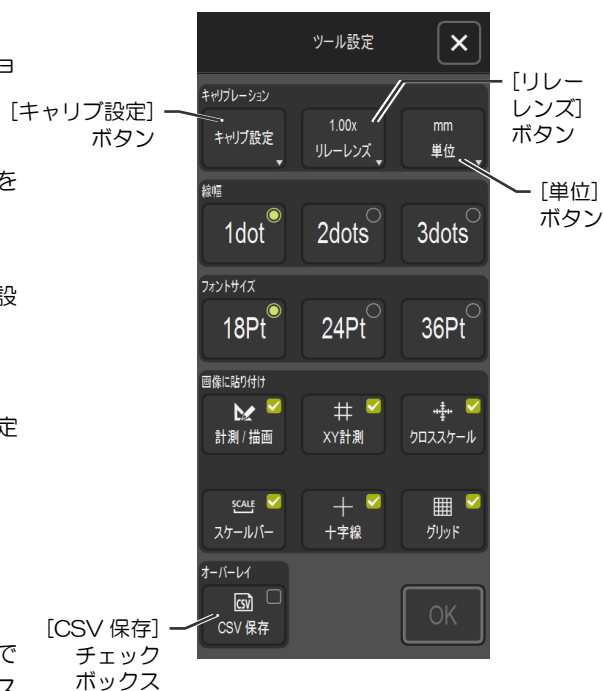 ツール設定
ョ
キャリブレーション
[リレー
レンズ]
ボタン
[キャリブ設定]
ボタン
キャリブ設定
1.00x
リレーレンズ
mm
単位
を
[単位]
ボタン
線幅
1dot
2dots
3dots
設
フォントサイズ
18Pt
24Pt
36Pt
画像に貼り付け
計測 / 描画
XY計測
クロススケール
定
SCALE
スケールバー
十字線
グリッド
オーバーレイ
CSV
CSV 保存
OK
[CSV 保存]
チェック
ボックス
で
ス